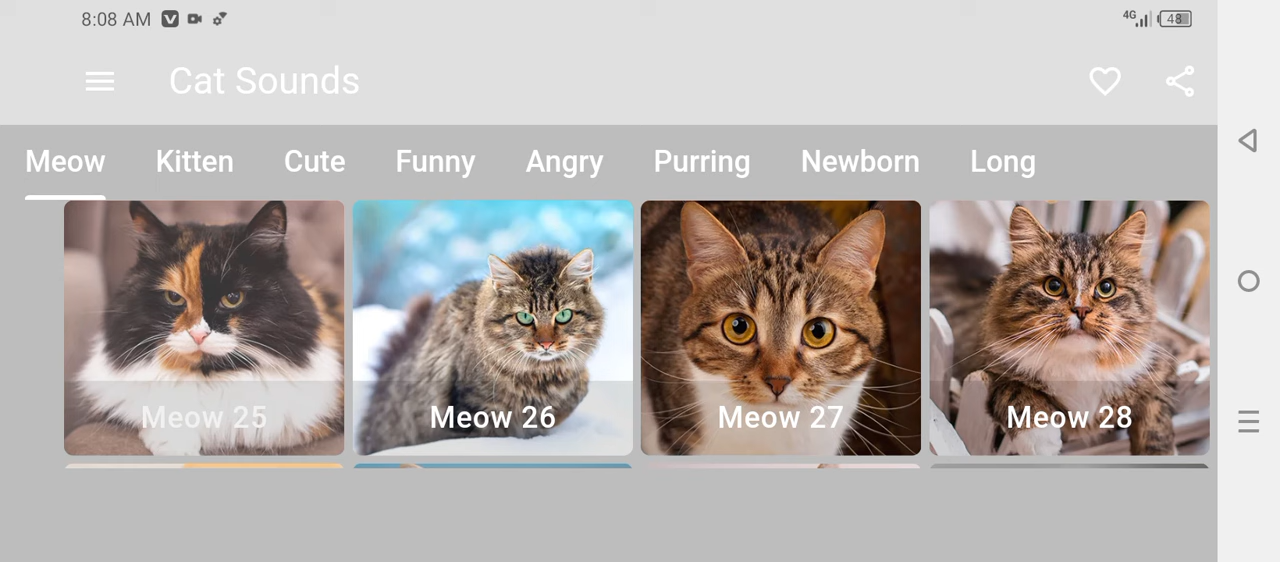 8:08 AM 4G 48
Cat Sounds
Meow Kitten Cute Funny Angry Purring Newborn Long
Meow 25 Meow 26 Meow 27 Meow 28